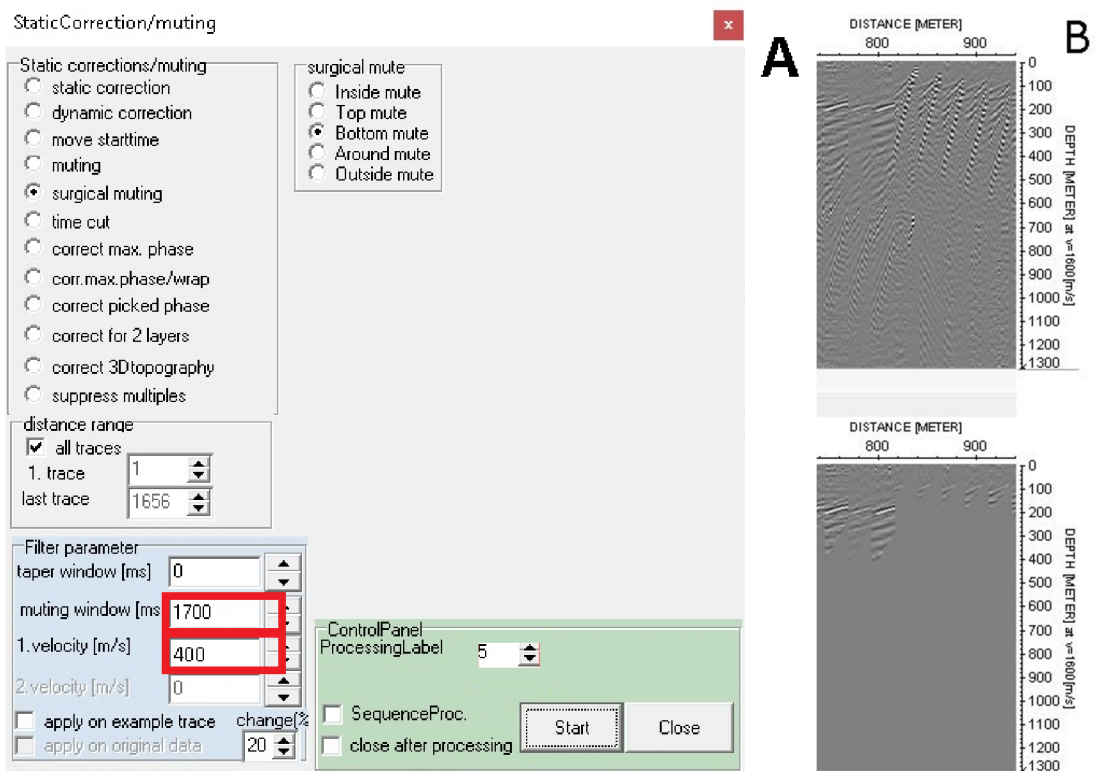 StaticCorrection/muting
x
Static corrections/muting
static correction
dynamic correction
move starttime
muting
surgical muting
time cut
correct max. phase
corr.max.phase/wrap
correct picked phase
correct for 2 layers
correct 3Dtopography
suppress multiples
surgical mute
Inside mute
Top mute
Bottom mute
Around mute
Outside mute
distance range
all traces
1. trace 1
last trace 1656
Filter parameter
taper window [ms] 0
muting window [ms 1700
1.velocity [m/s] 400
2.velocity [m/s] 0
apply on example trace change(%
apply on original data 20
ControlPanel
ProcessingLabel 5
SequenceProc.
close after processing
Start
Close
A
B
DISTANCE [METER]
800 900
0
100
200
300
400
500
600
700
800
900
1000
1100
1200
1300
DEPTH [METER] at v=1600[m/s]
DISTANCE [METER]
800 900
0
100
200
300
400
500
600
700
800
900
1000
1100
1200
1300
DEPTH [METER] at v=1600[m/s]